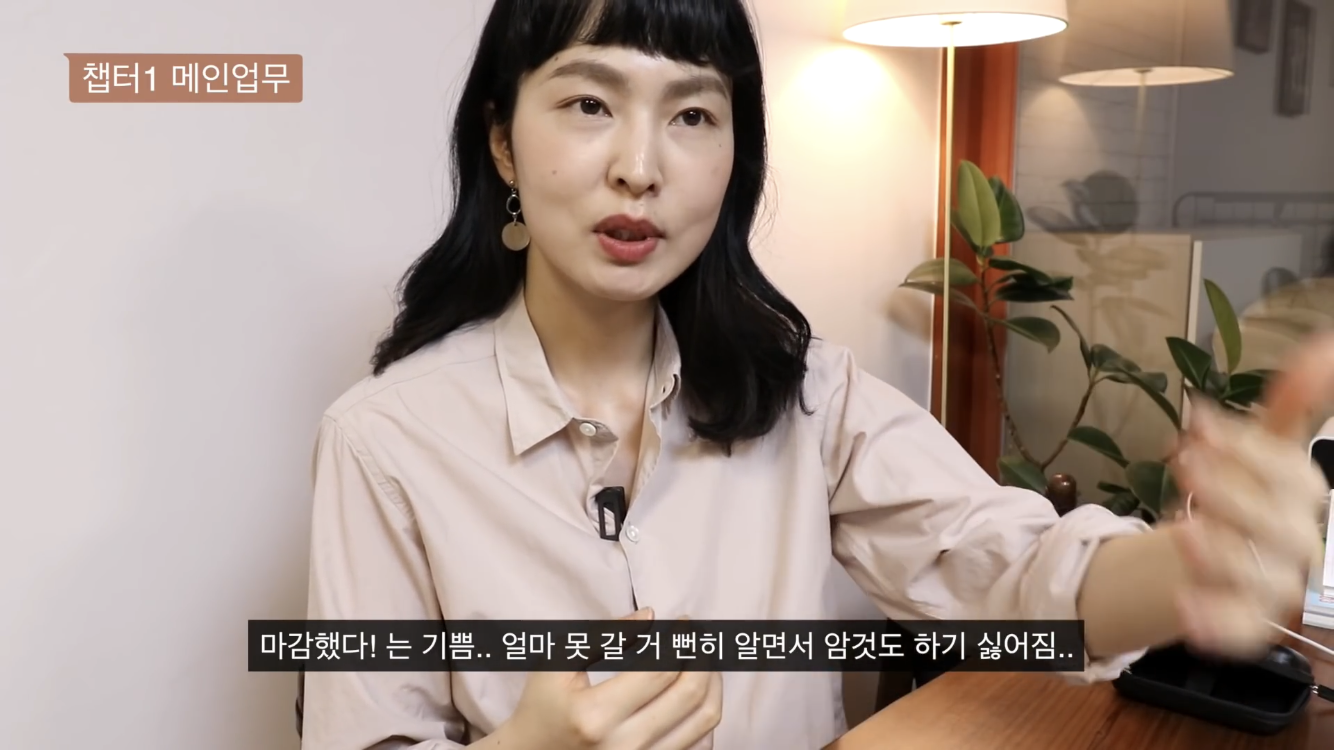 챕터1 메인업무
마감했다! 는 기쁨.. 얼마 못 갈 거 뻔히 알면서 암것도 하기 싫어짐..